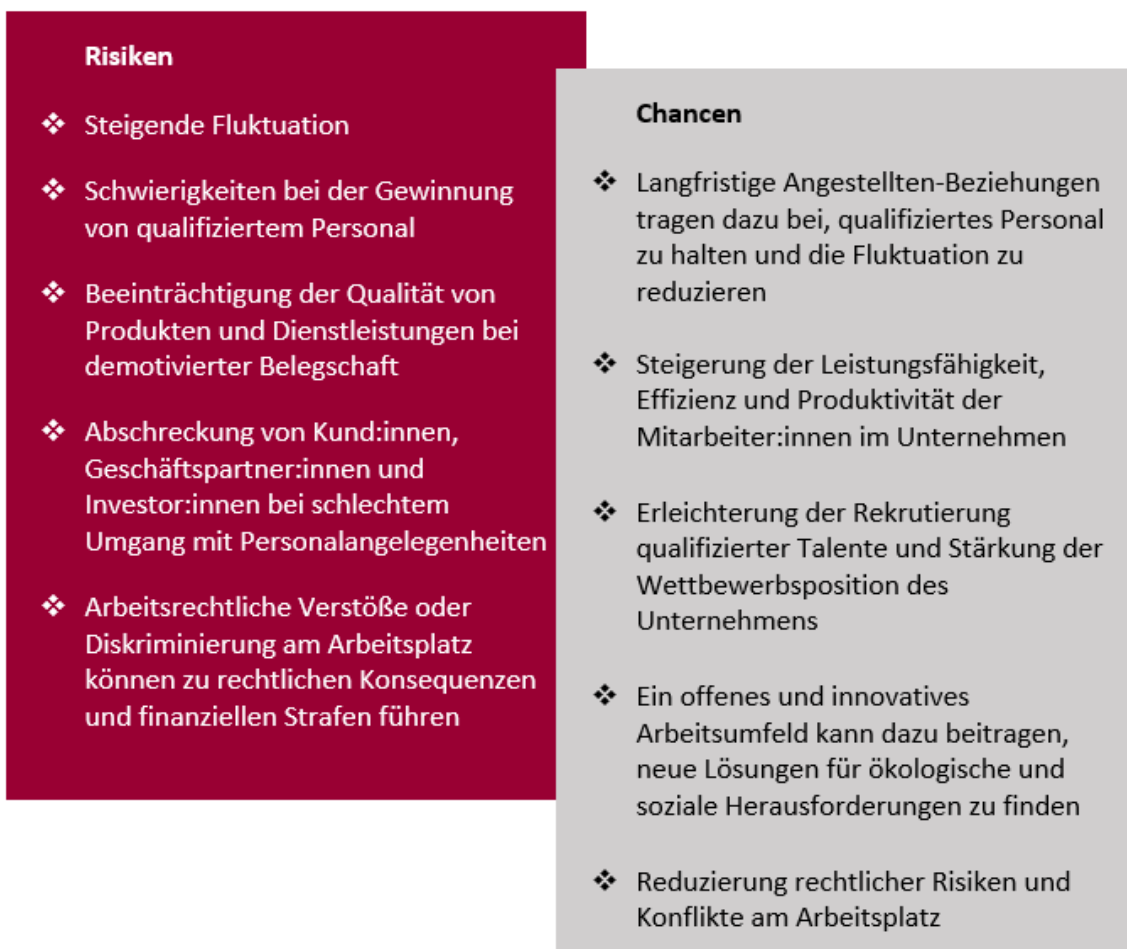 Risiken
❖ Steigende Fluktuation
❖ Schwierigkeiten bei der Gewinnung
von qualifiziertem Personal
❖ Beeinträchtigung der Qualität von
Produkten und Dienstleistungen bei
demotivierter Belegschaft
❖ Abschreckung von Kund:innen,
Geschäftspartner:innen und
Investor:innen bei schlechtem
Umgang mit Personalangelegenheiten
❖ Arbeitsrechtliche Verstöße oder
Diskriminierung am Arbeitsplatz
können zu rechtlichen Konsequenzen
und finanziellen Strafen führen
Chancen
❖ Langfristige Angestellten-Beziehungen
tragen dazu bei, qualifiziertes Personal
zu halten und die Fluktuation zu
reduzieren
❖ Steigerung der Leistungsfähigkeit,
Effizienz und Produktivität der
Mitarbeiter:innen im Unternehmen
❖ Erleichterung der Rekrutierung
qualifizierter Talente und Stärkung der
Wettbewerbsposition des
Unternehmens
❖ Ein offenes und innovatives
Arbeitsumfeld kann dazu beitragen,
neue Lösungen für ökologische und
soziale Herausforderungen zu finden
❖ Reduzierung rechtlicher Risiken und
Konflikte am Arbeitsplatz